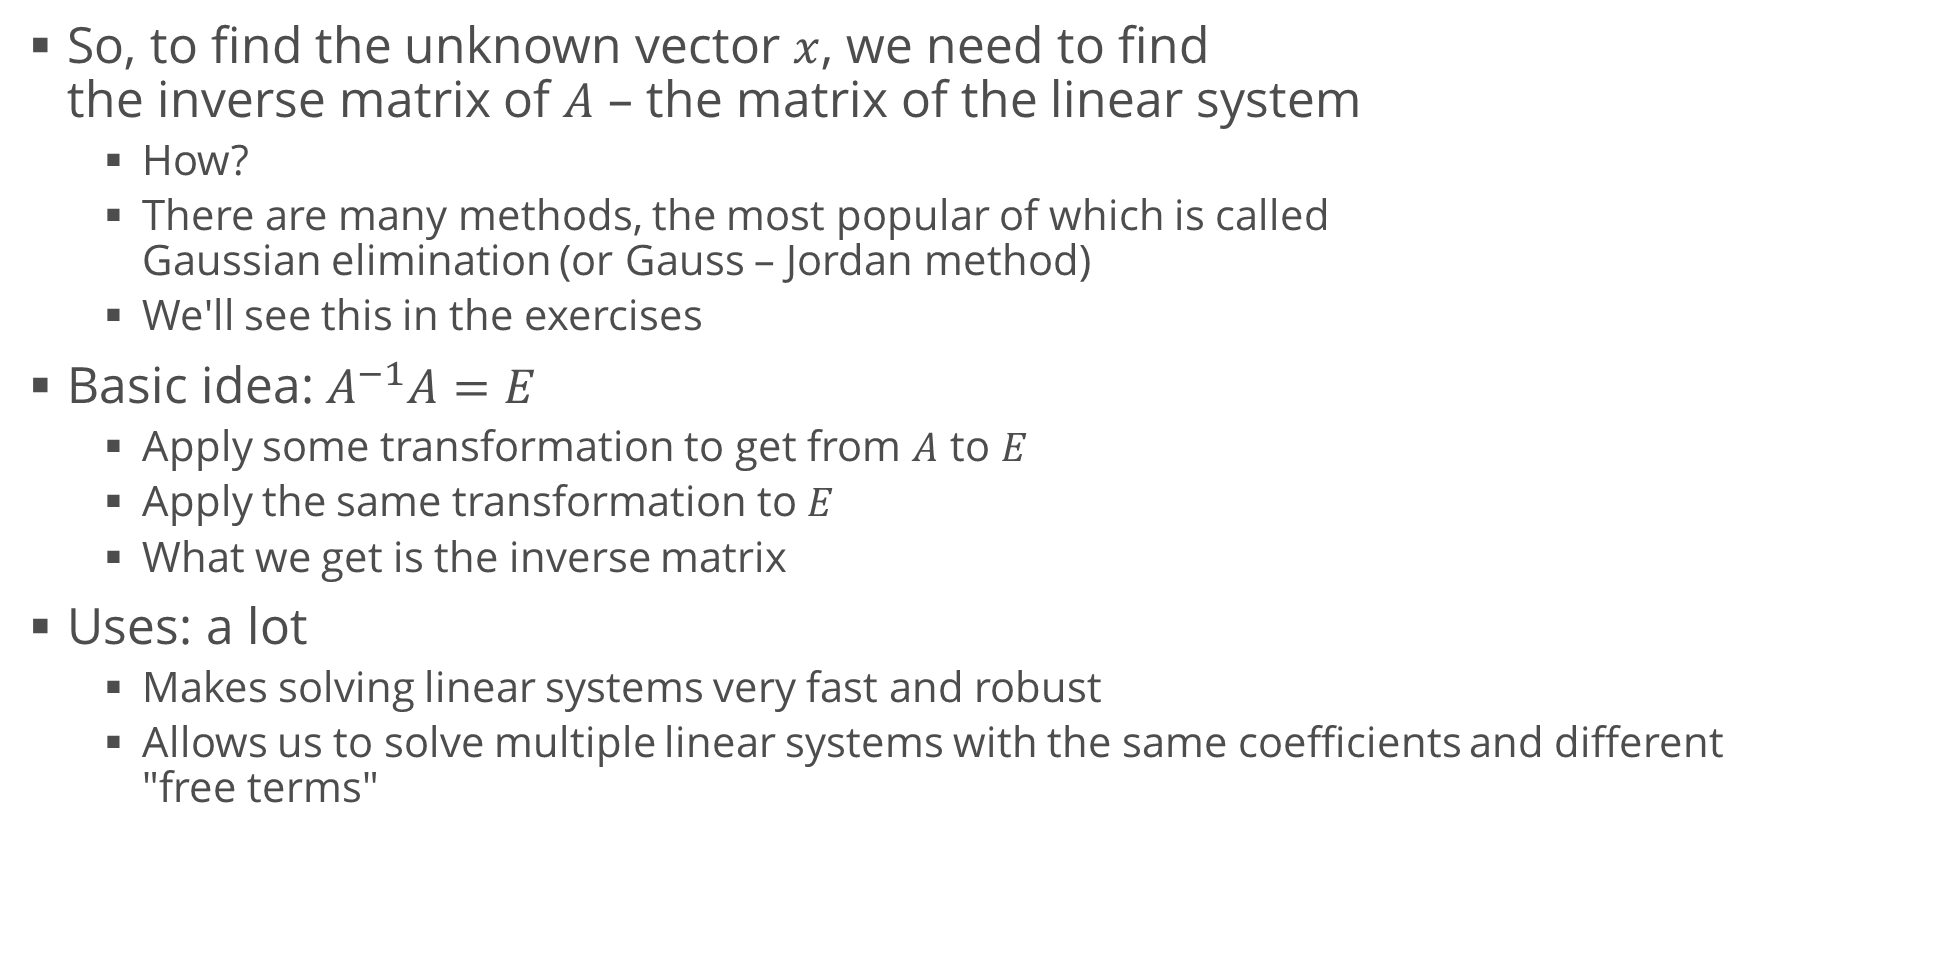 ▪ So, to find the unknown vector x, we need to find
the inverse matrix of A – the matrix of the linear system
▪ How?
▪ There are many methods, the most popular of which is called
Gaussian elimination (or Gauss – Jordan method)
▪ We'll see this in the exercises
▪ Basic idea: A⁻¹A = E
▪ Apply some transformation to get from A to E
▪ Apply the same transformation to E
▪ What we get is the inverse matrix
▪ Uses: a lot
▪ Makes solving linear systems very fast and robust
▪ Allows us to solve multiple linear systems with the same coefficients and different
"free terms"